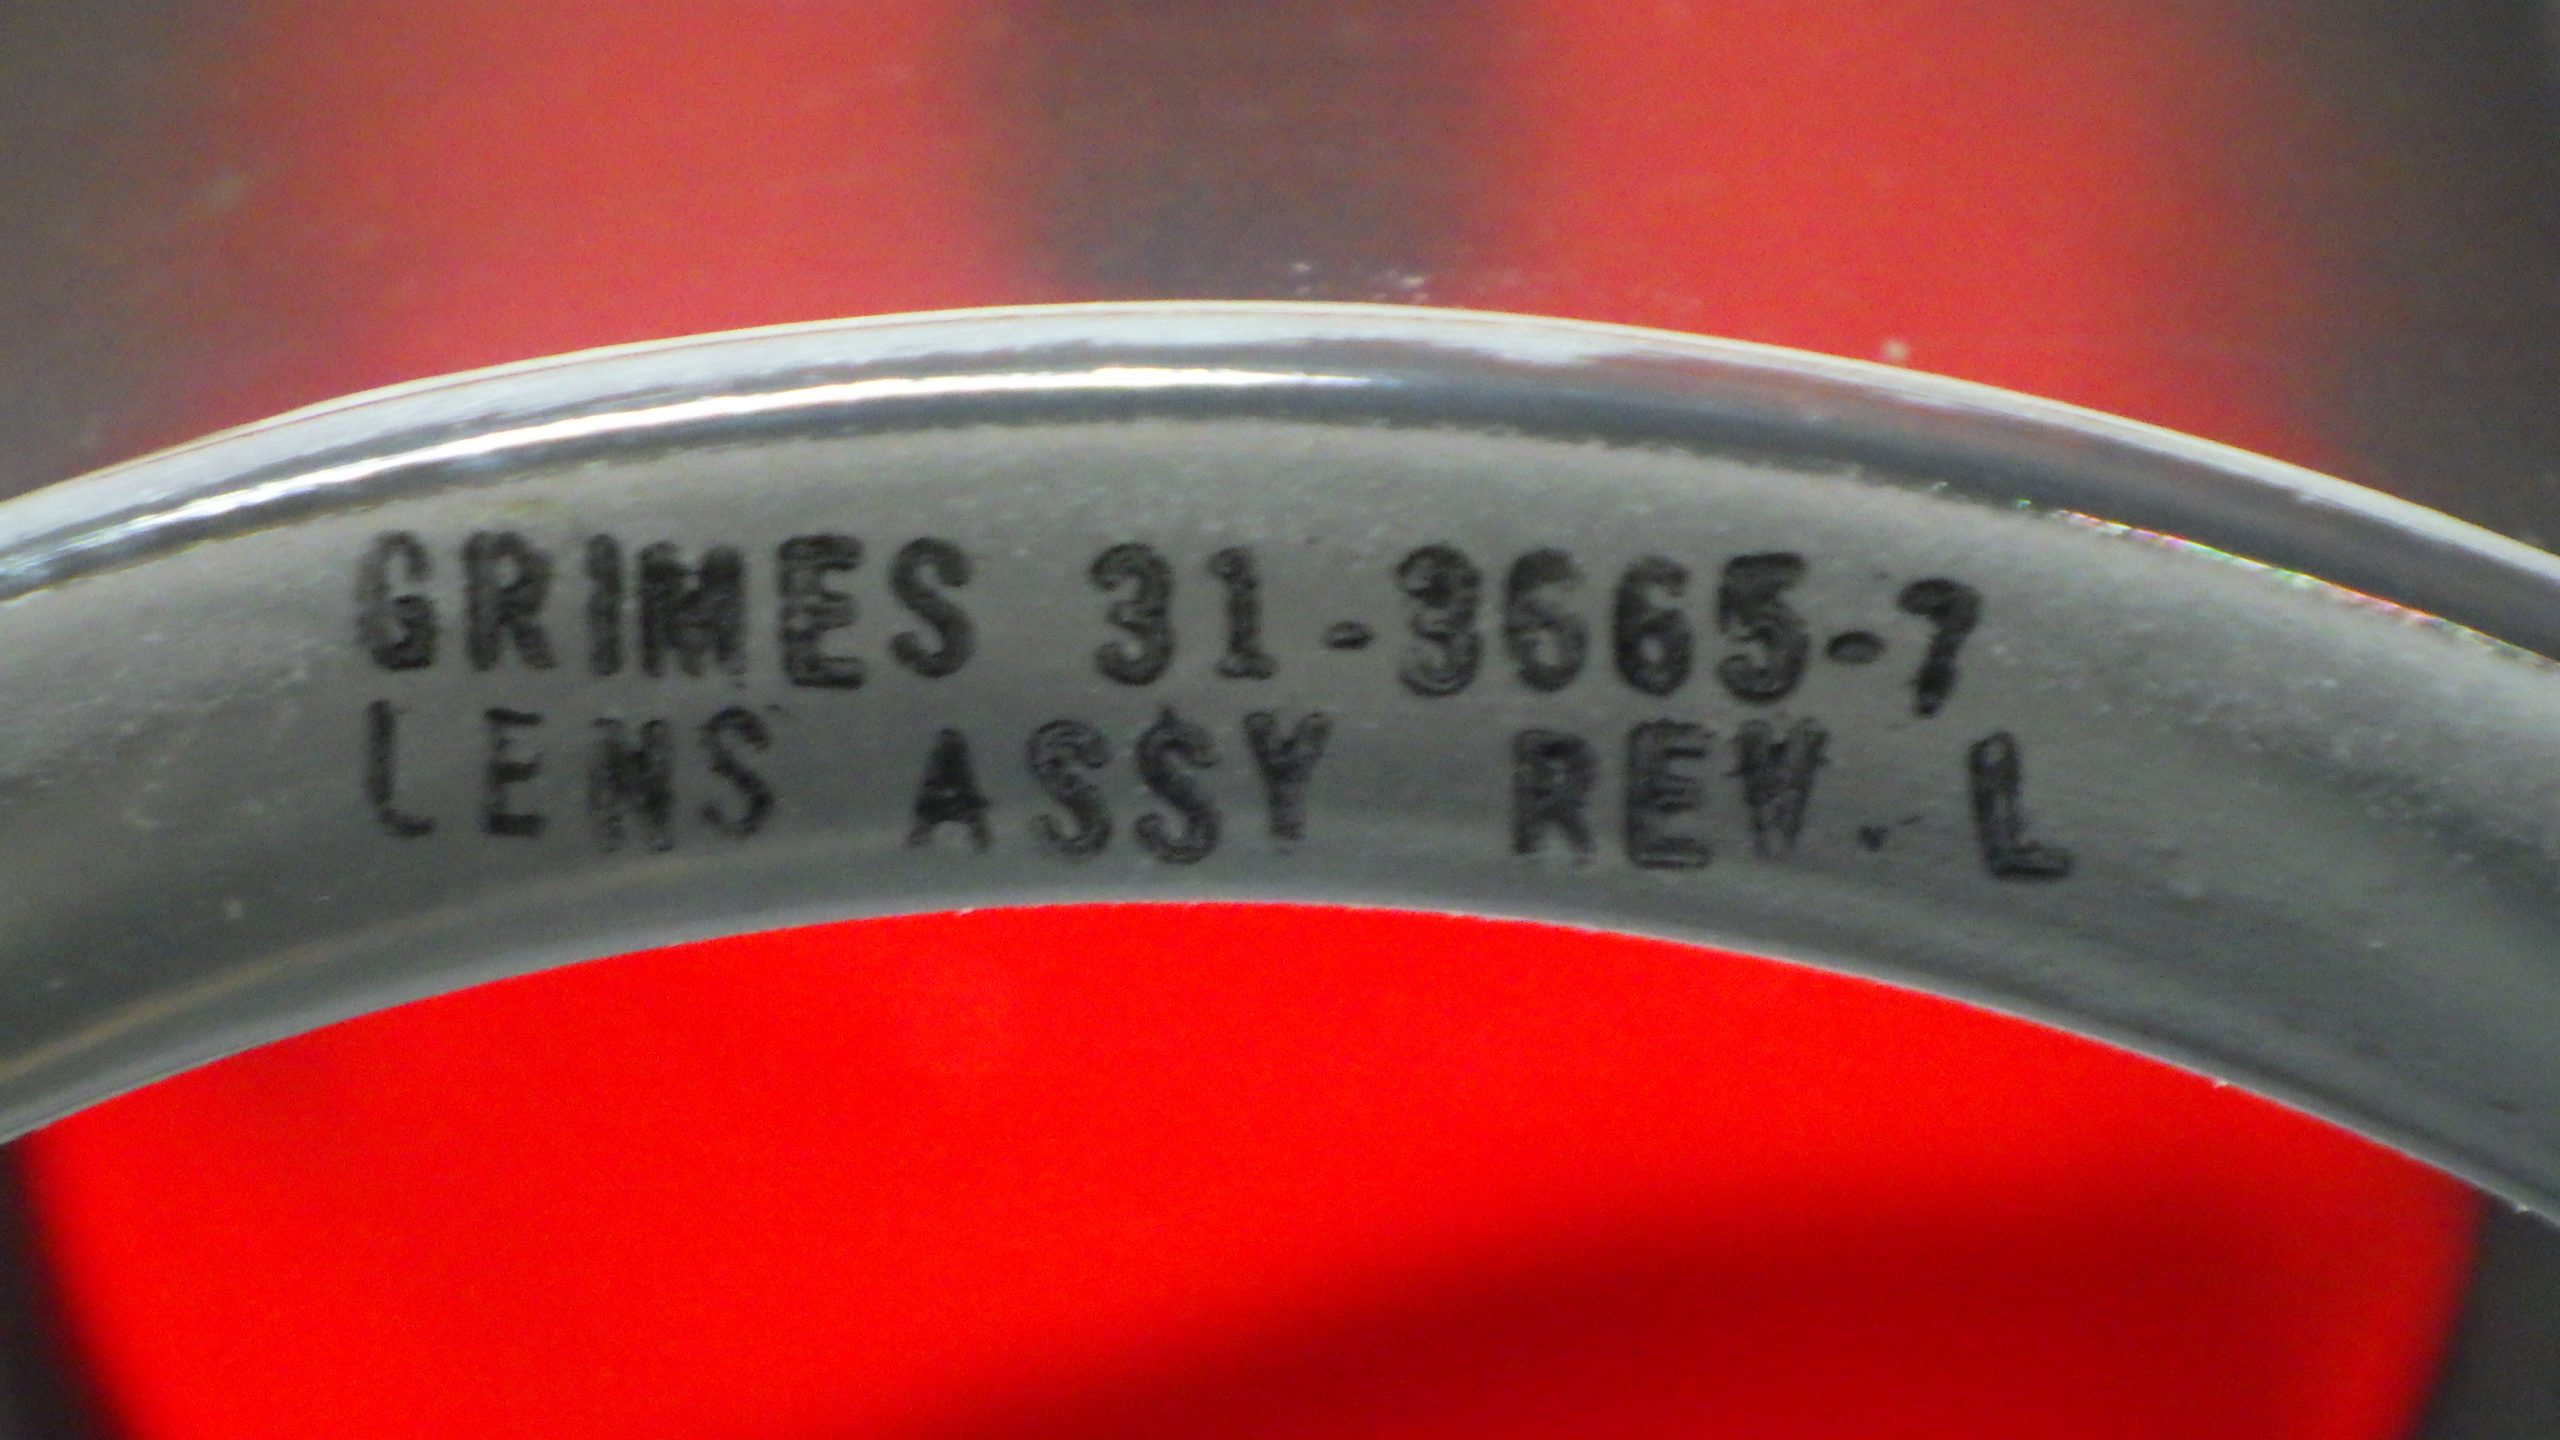 GRIMES 31-3665-7
LENS ASSY REV. L